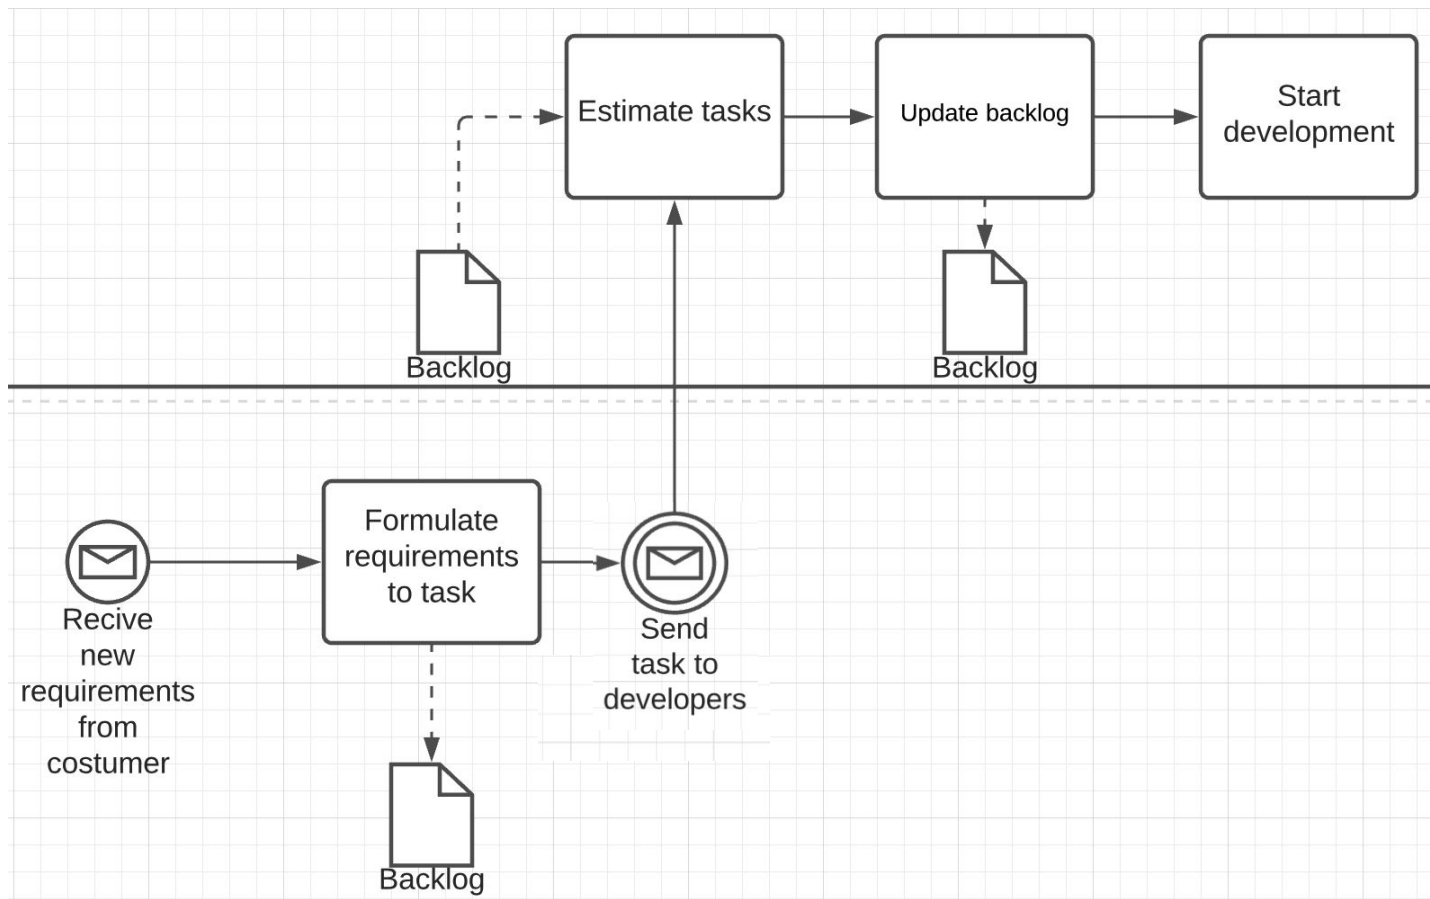 Estimate tasks
Update backlog
Start
development
Backlog
Backlog
Formulate
requirements
to task
Recive
new
requirements
from
costumer
Send
task to
developers
Backlog